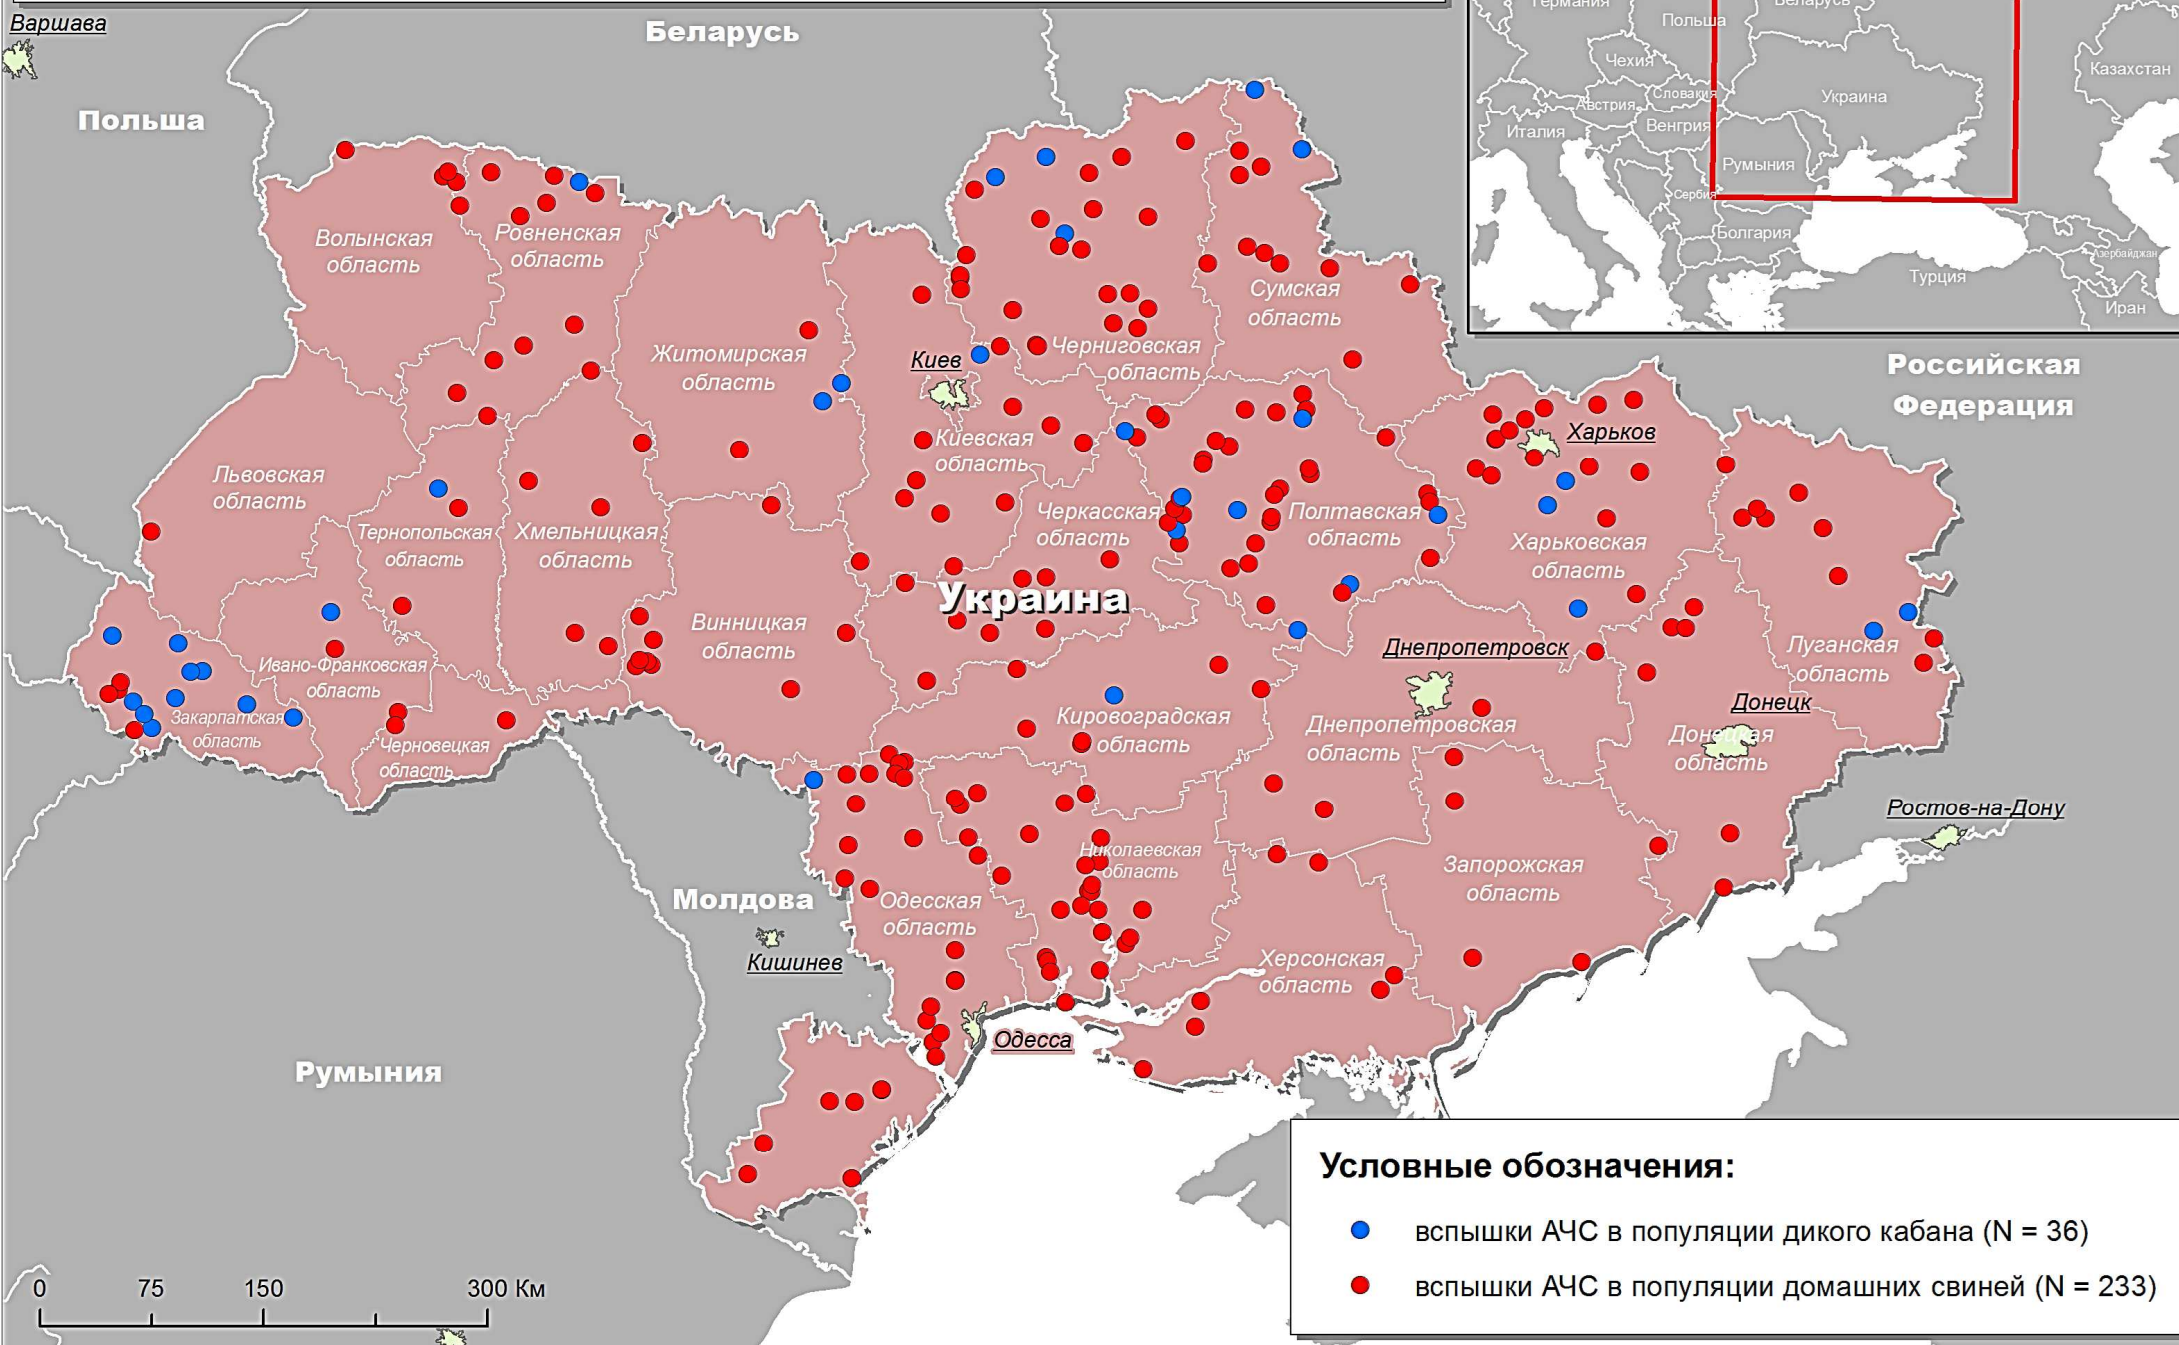 Варшава
Беларусь
Польша
Волынская
область
Ровненская
область
Житомирская
область
Киев
Киевская
область
Черниговская
область
Сумская
область
Львовская
область
Тернопольская
область
Хмельницкая
область
Черкасская
область
Полтавская
область
Харьков
Харьковская
область
Украина
Винницкая
область
Ивано-Франковская
область
Закарпатская
область
Черновецкая
область
Кировоградская
область
Днепропетровск
Днепропетровская
область
Луганская
область
Донецк
Донецкая
область
Николаевская
область
Одесская
область
Запорожская
область
Херсонская
область
Одесса
Молдова
Кишинев
Румыния
Российская
Федерация
Ростов-на-Дону
Германия
Польша
Беларусь
Чехия
Словакия
Австрия
Венгрия
Италия
Украина
Румыния
Сербия
Болгария
Турция
Казахстан
Азербайджан
Иран
0 75 150 300 Км
Условные обозначения:
вспышки АЧС в популяции дикого кабана (N = 36)
вспышки АЧС в популяции домашних свиней (N = 233)